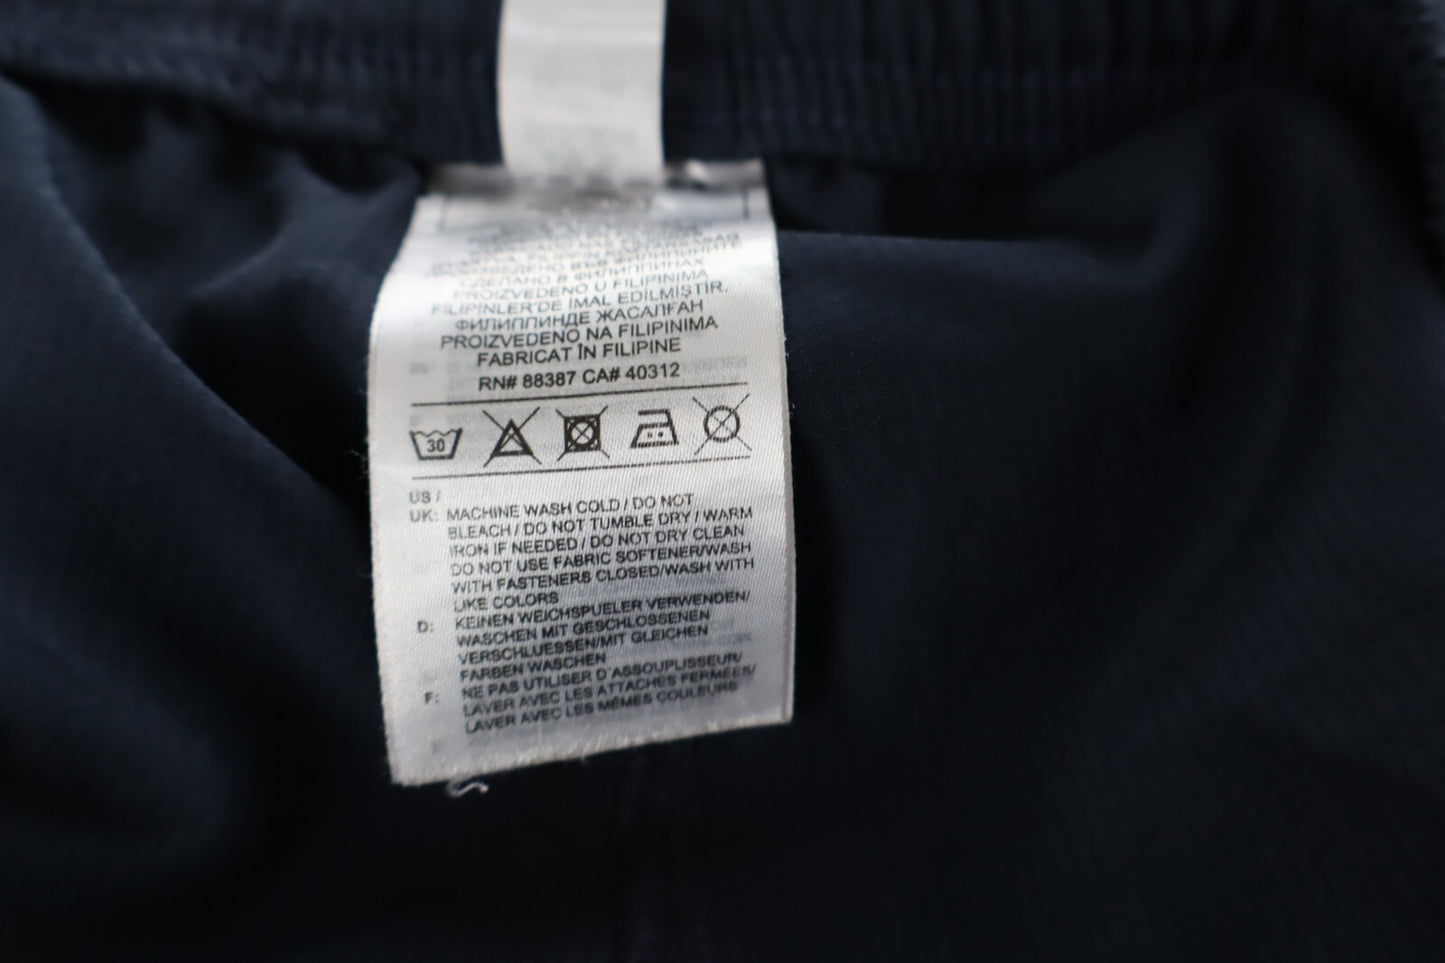 СДЕЛАНО В ФИЛИППИНАХ
PROIZVEDENO U FILIPINIMA
FILIPINLER'DE IMAL EDILMIŞTIR.
ФИЛИППИНДЕ ЖАСАЛҒАН
PROIZVEDENO NA FILIPINIMA
FABRICAT ÎN FILIPINE
RN# 88387 CA# 40312
30
US /
UK: MACHINE WASH COLD / DO NOT
BLEACH / DO NOT TUMBLE DRY / WARM
IRON IF NEEDED / DO NOT DRY CLEAN
DO NOT USE FABRIC SOFTENER/WASH
WITH FASTENERS CLOSED/WASH WITH
LIKE COLORS
D: KEINEN WEICHSPUELER VERWENDEN/
WASCHEN MIT GESCHLOSSENEN
VERSCHLUESSEN/MIT GLEICHEN
FARBEN WASCHEN
F: NE PAS UTILISER D'ASSOUPLISSEUR/
LAVER AVEC LES ATTACHES FERMÉES/
LAVER AVEC LES MÊMES COULEURS